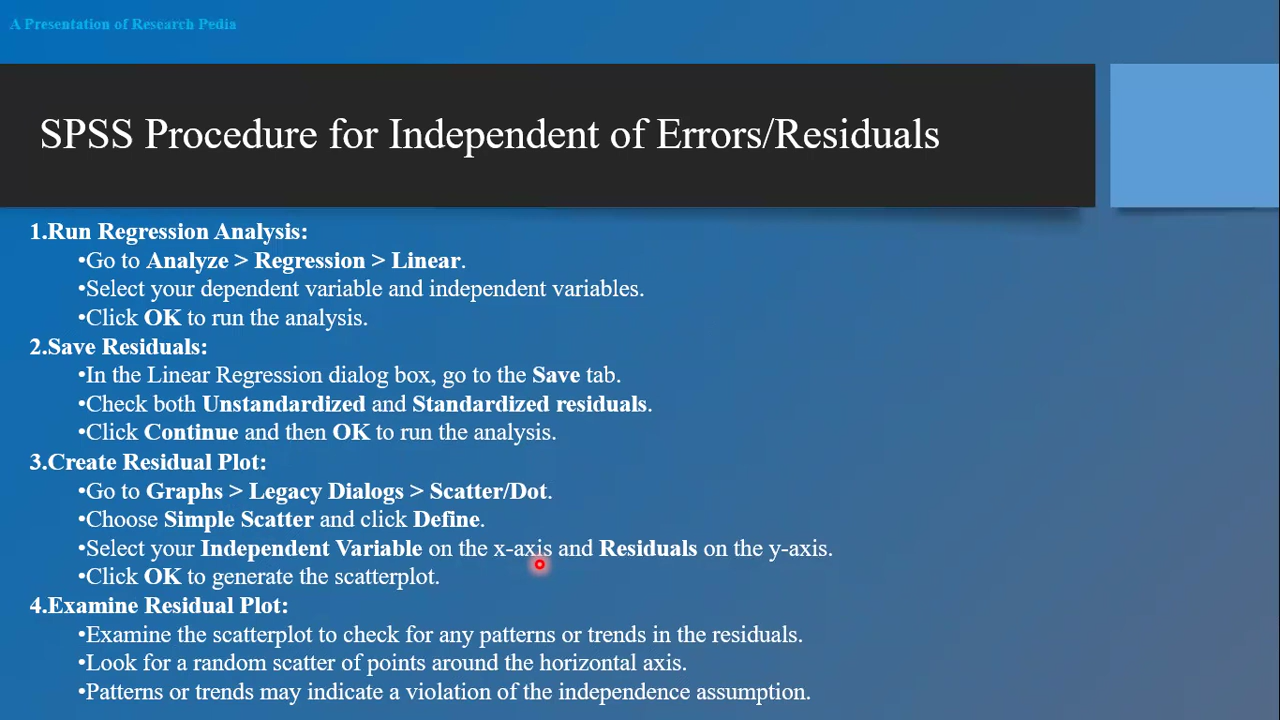 A Presentation of Research Pedia
SPSS Procedure for Independent of Errors/Residuals
1.Run Regression Analysis:
•Go to Analyze > Regression > Linear.
•Select your dependent variable and independent variables.
•Click OK to run the analysis.
2.Save Residuals:
•In the Linear Regression dialog box, go to the Save tab.
•Check both Unstandardized and Standardized residuals.
•Click Continue and then OK to run the analysis.
3.Create Residual Plot:
•Go to Graphs > Legacy Dialogs > Scatter/Dot.
•Choose Simple Scatter and click Define.
•Select your Independent Variable on the x-axis and Residuals on the y-axis.
•Click OK to generate the scatterplot.
4.Examine Residual Plot:
•Examine the scatterplot to check for any patterns or trends in the residuals.
•Look for a random scatter of points around the horizontal axis.
•Patterns or trends may indicate a violation of the independence assumption.